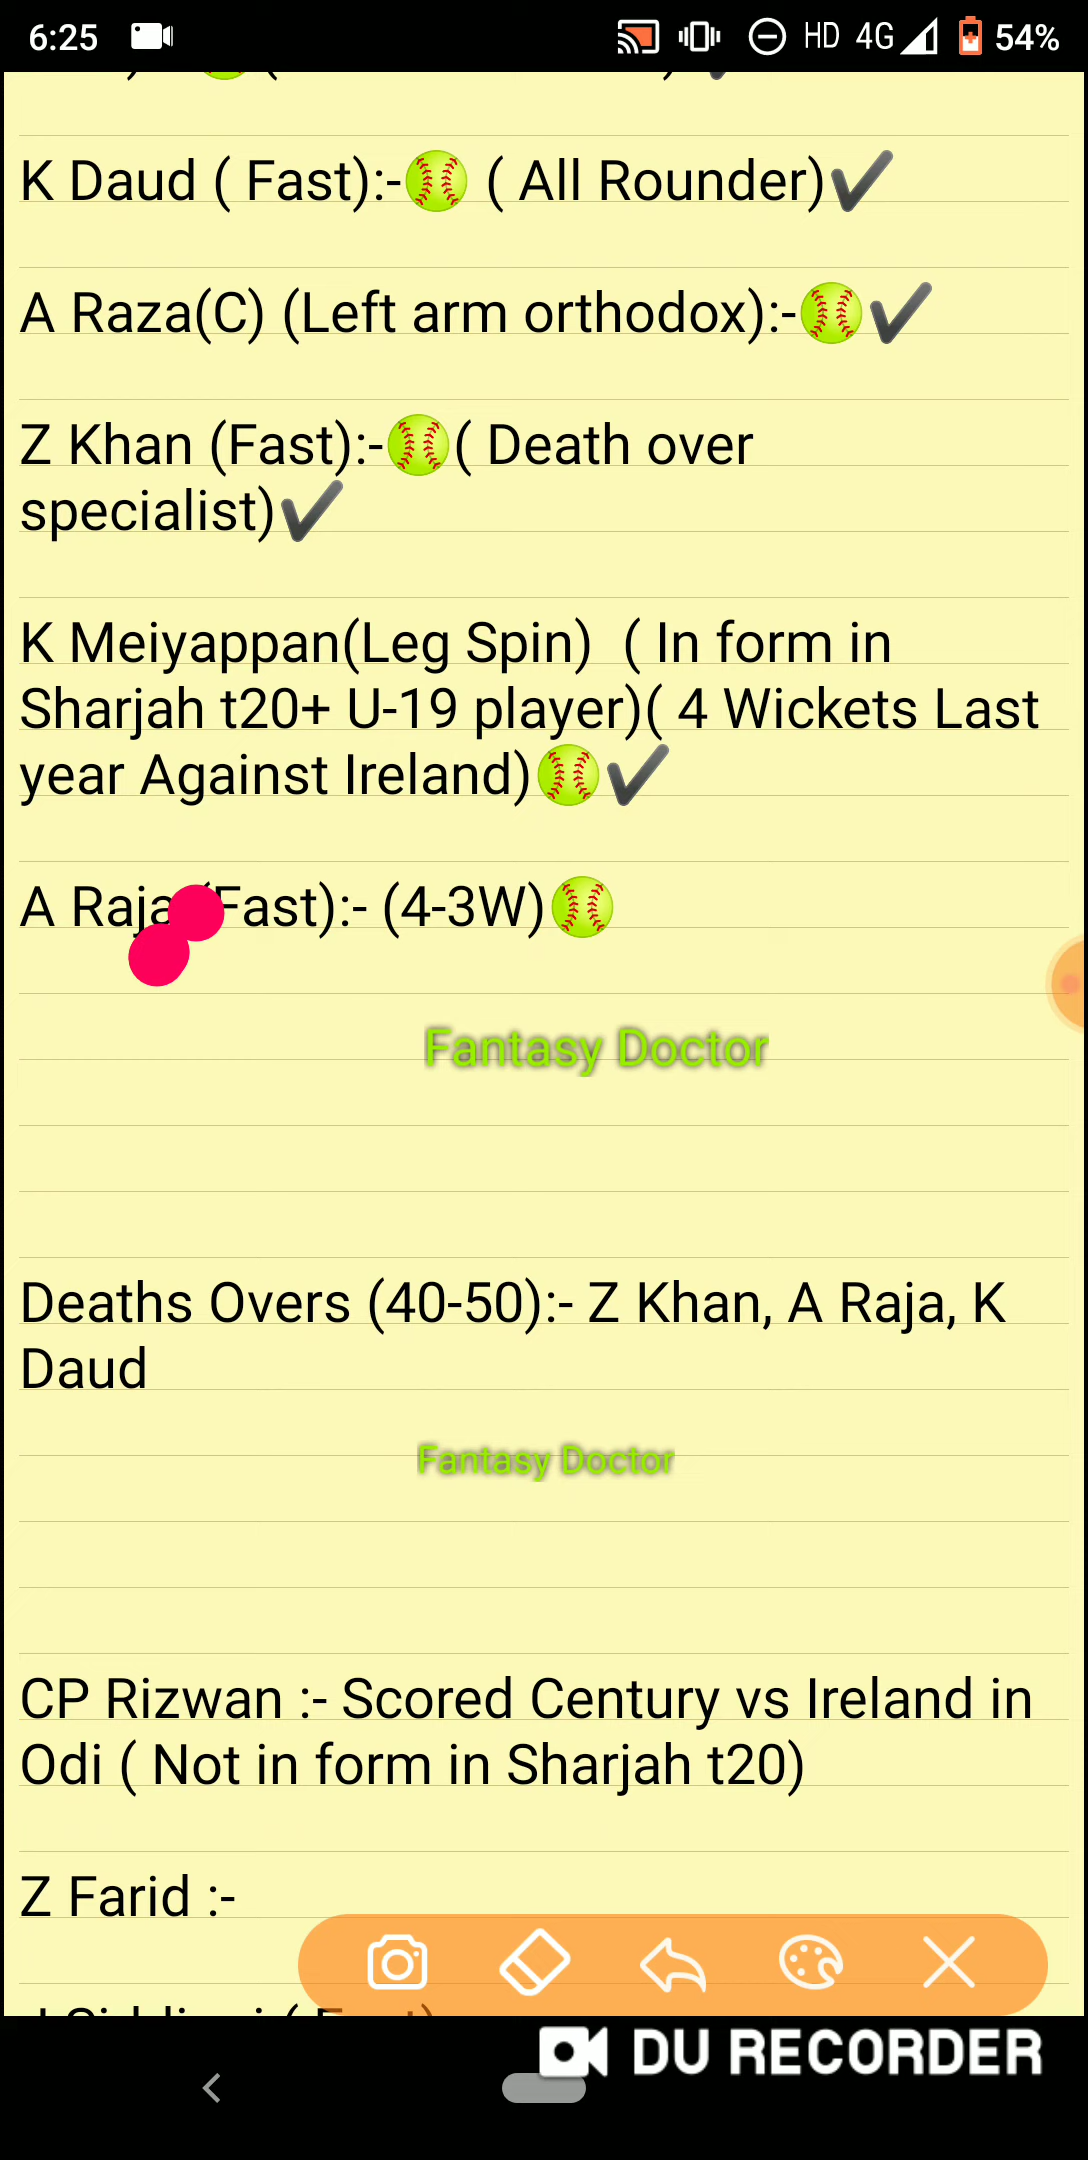 6:25 HD 4G 54%
K Daud ( Fast):-🥎 ( All Rounder)✔
A Raza(C) (Left arm orthodox):-🥎✔
Z Khan (Fast):-🥎( Death over
specialist)✔
K Meiyappan(Leg Spin)  ( In form in
Sharjah t20+ U-19 player)( 4 Wickets Last
year Against Ireland)🥎✔
A Raja (Fast):- (4-3W)🥎
Fantasy Doctor
Deaths Overs (40-50):- Z Khan, A Raja, K
Daud
Fantasy Doctor
CP Rizwan :- Scored Century vs Ireland in
Odi ( Not in form in Sharjah t20)
Z Farid :-
DU RECORDER